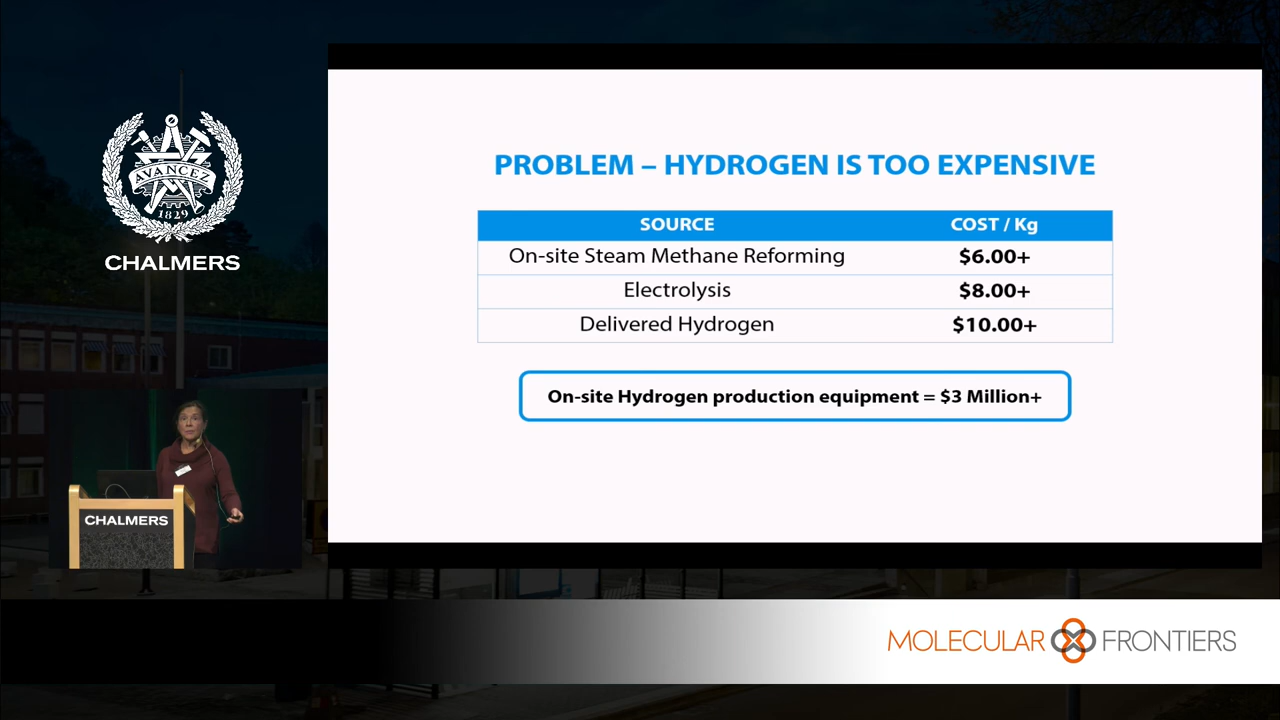 AVANCEZ
1829
CHALMERS
PROBLEM – HYDROGEN IS TOO EXPENSIVE
SOURCE COST / Kg
On-site Steam Methane Reforming $6.00+
Electrolysis $8.00+
Delivered Hydrogen $10.00+
On-site Hydrogen production equipment = $3 Million+
CHALMERS
MOLECULAR FRONTIERS